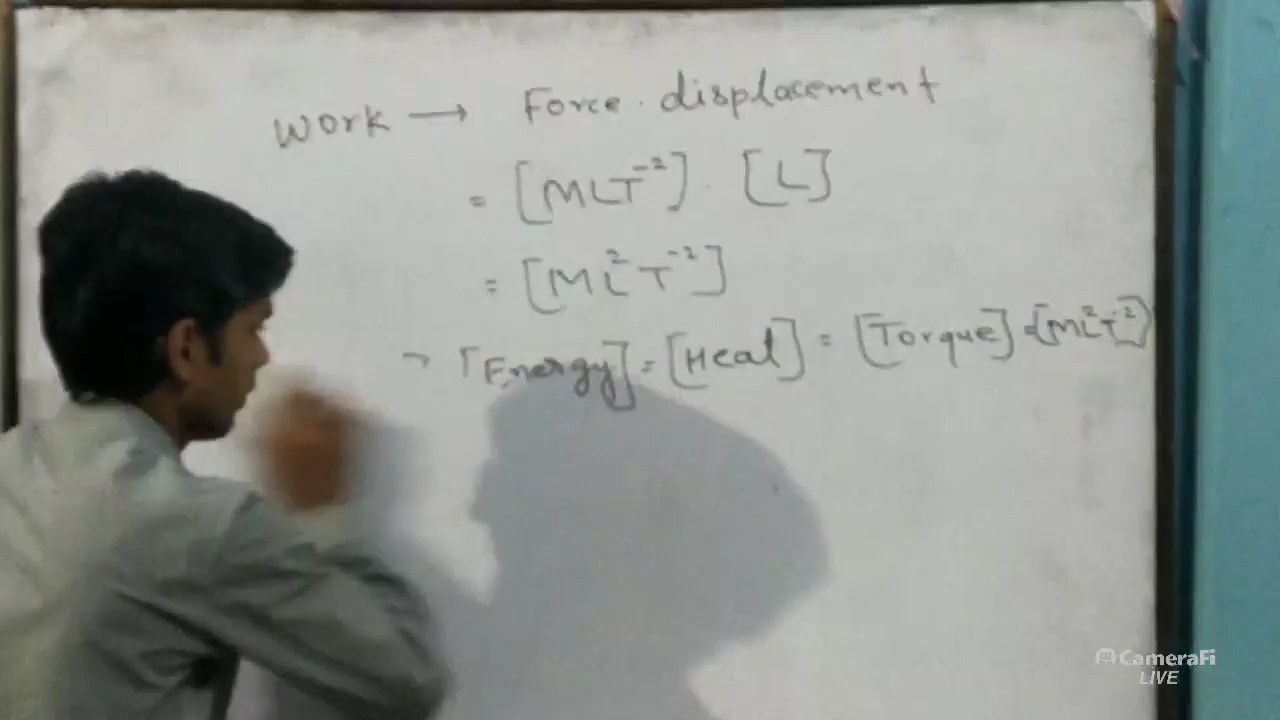 Work → Force . displacement
= [MLT⁻²] . [L]
= [ML²T⁻²]
[Energy] = [Heat] = [Torque] = [ML²T⁻²]
CameraFi
LIVE